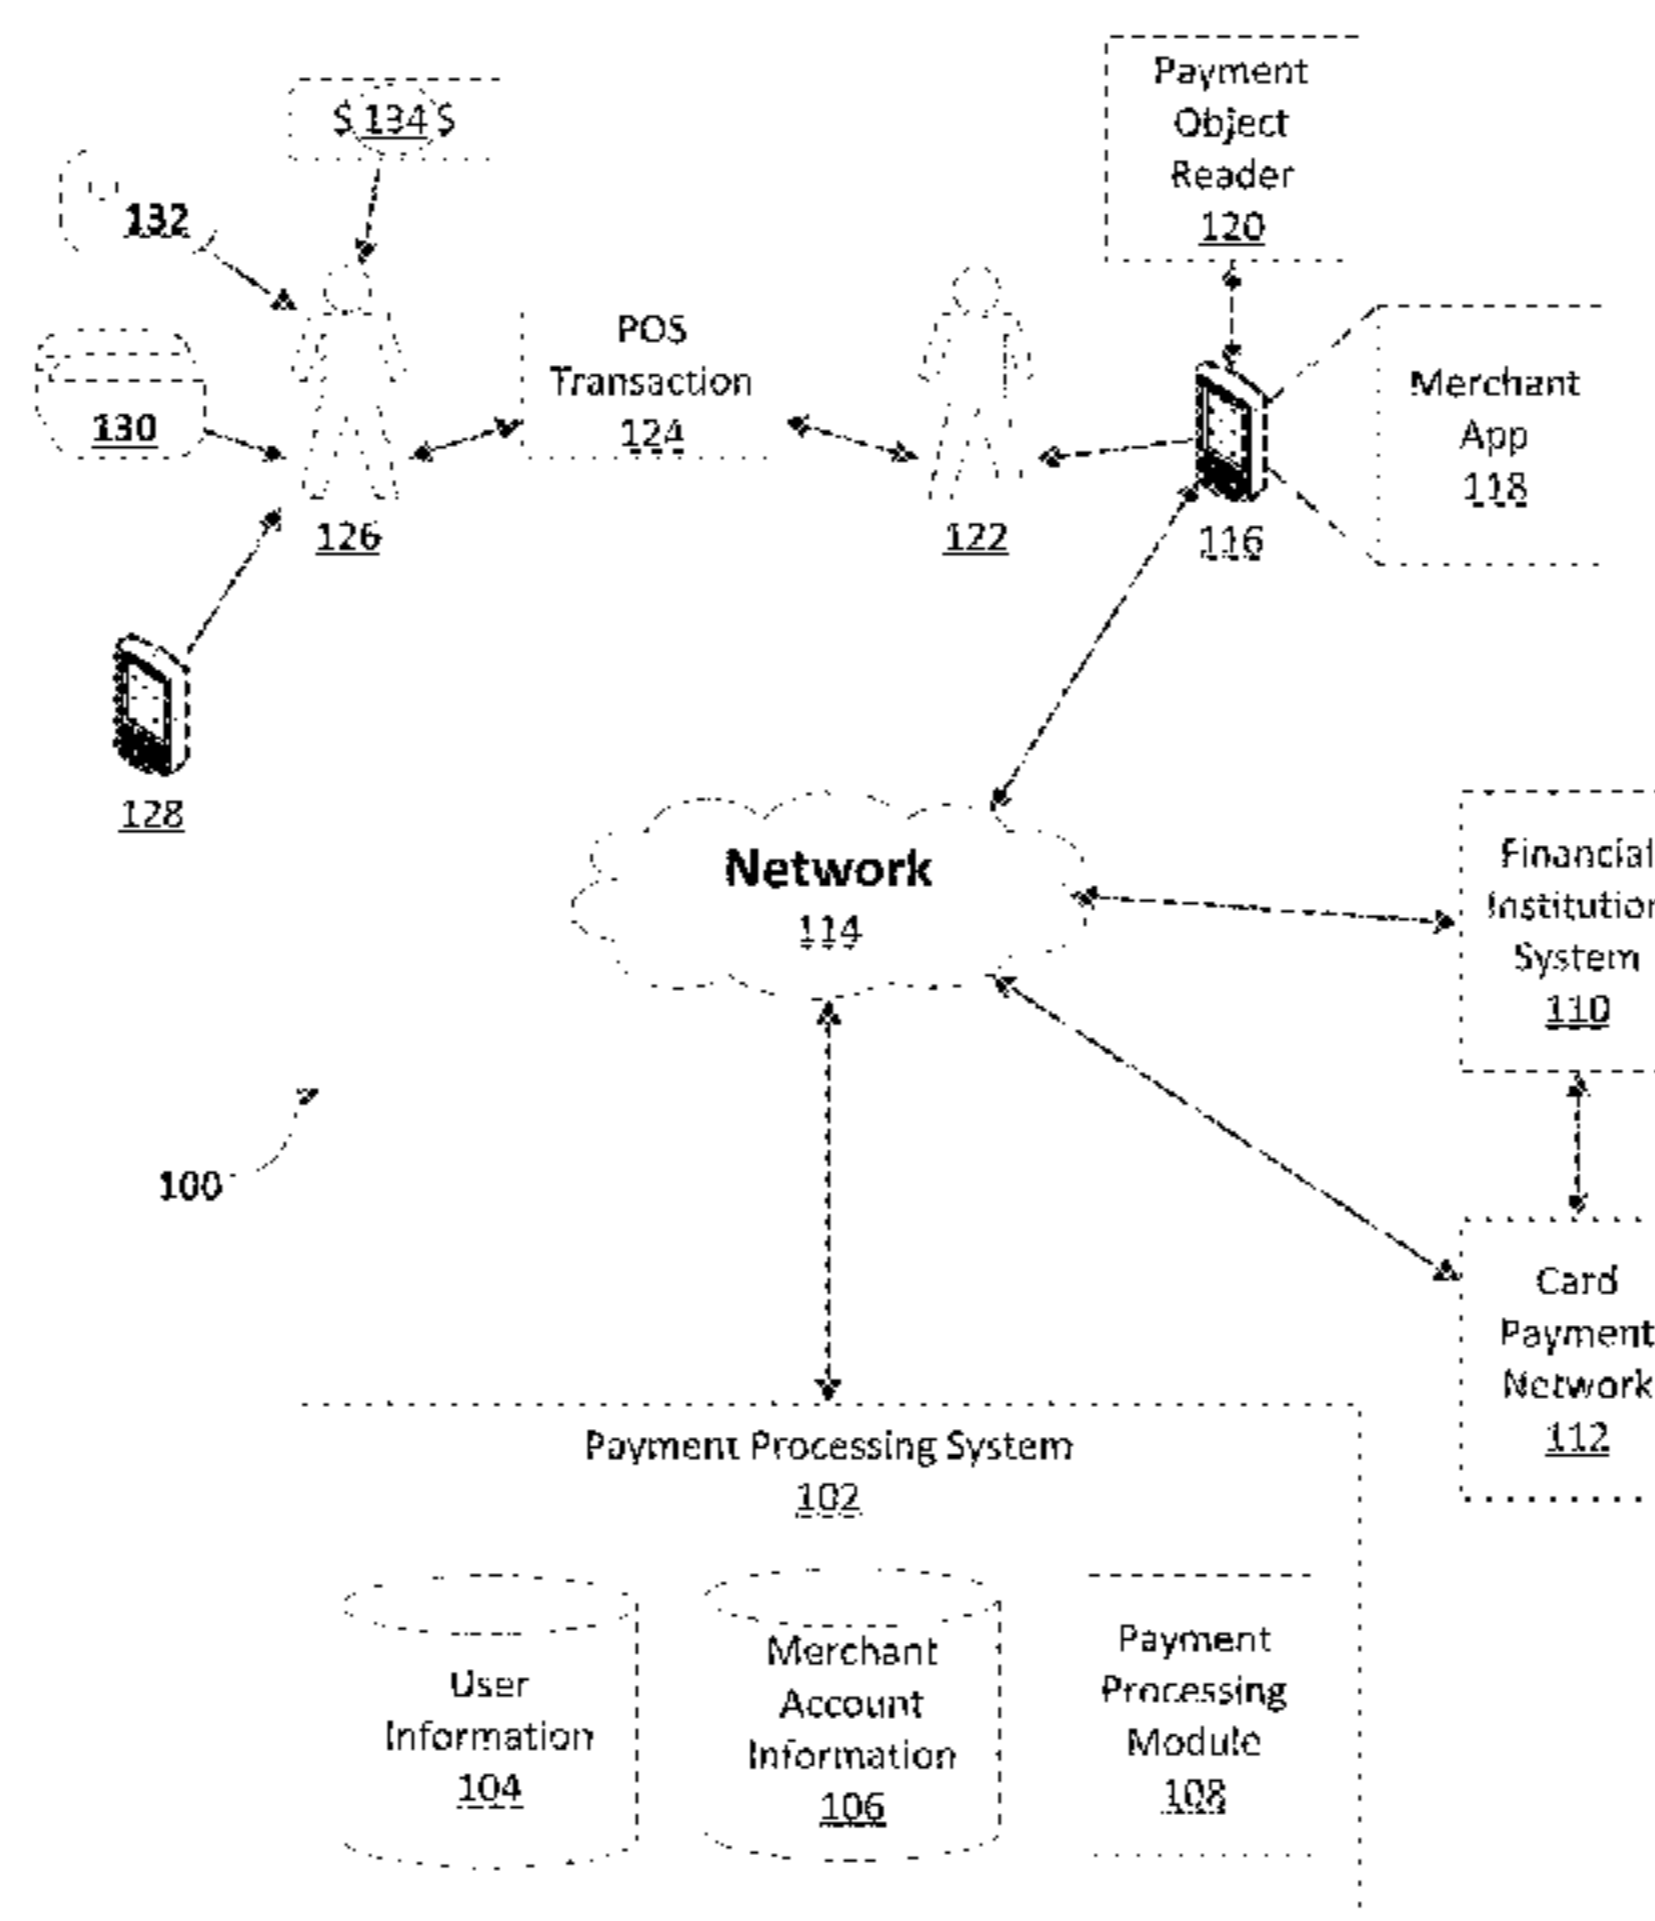 $ 134 $
132
130
126
128
POS
Transaction
124
122
Payment
Object
Reader
120
116
Merchant
App
118
Network
114
Financial
Institution
System
110
100
Card
Payment
Network
112
Payment Processing System
102
User
Information
104
Merchant
Account
Information
106
Payment
Processing
Module
108